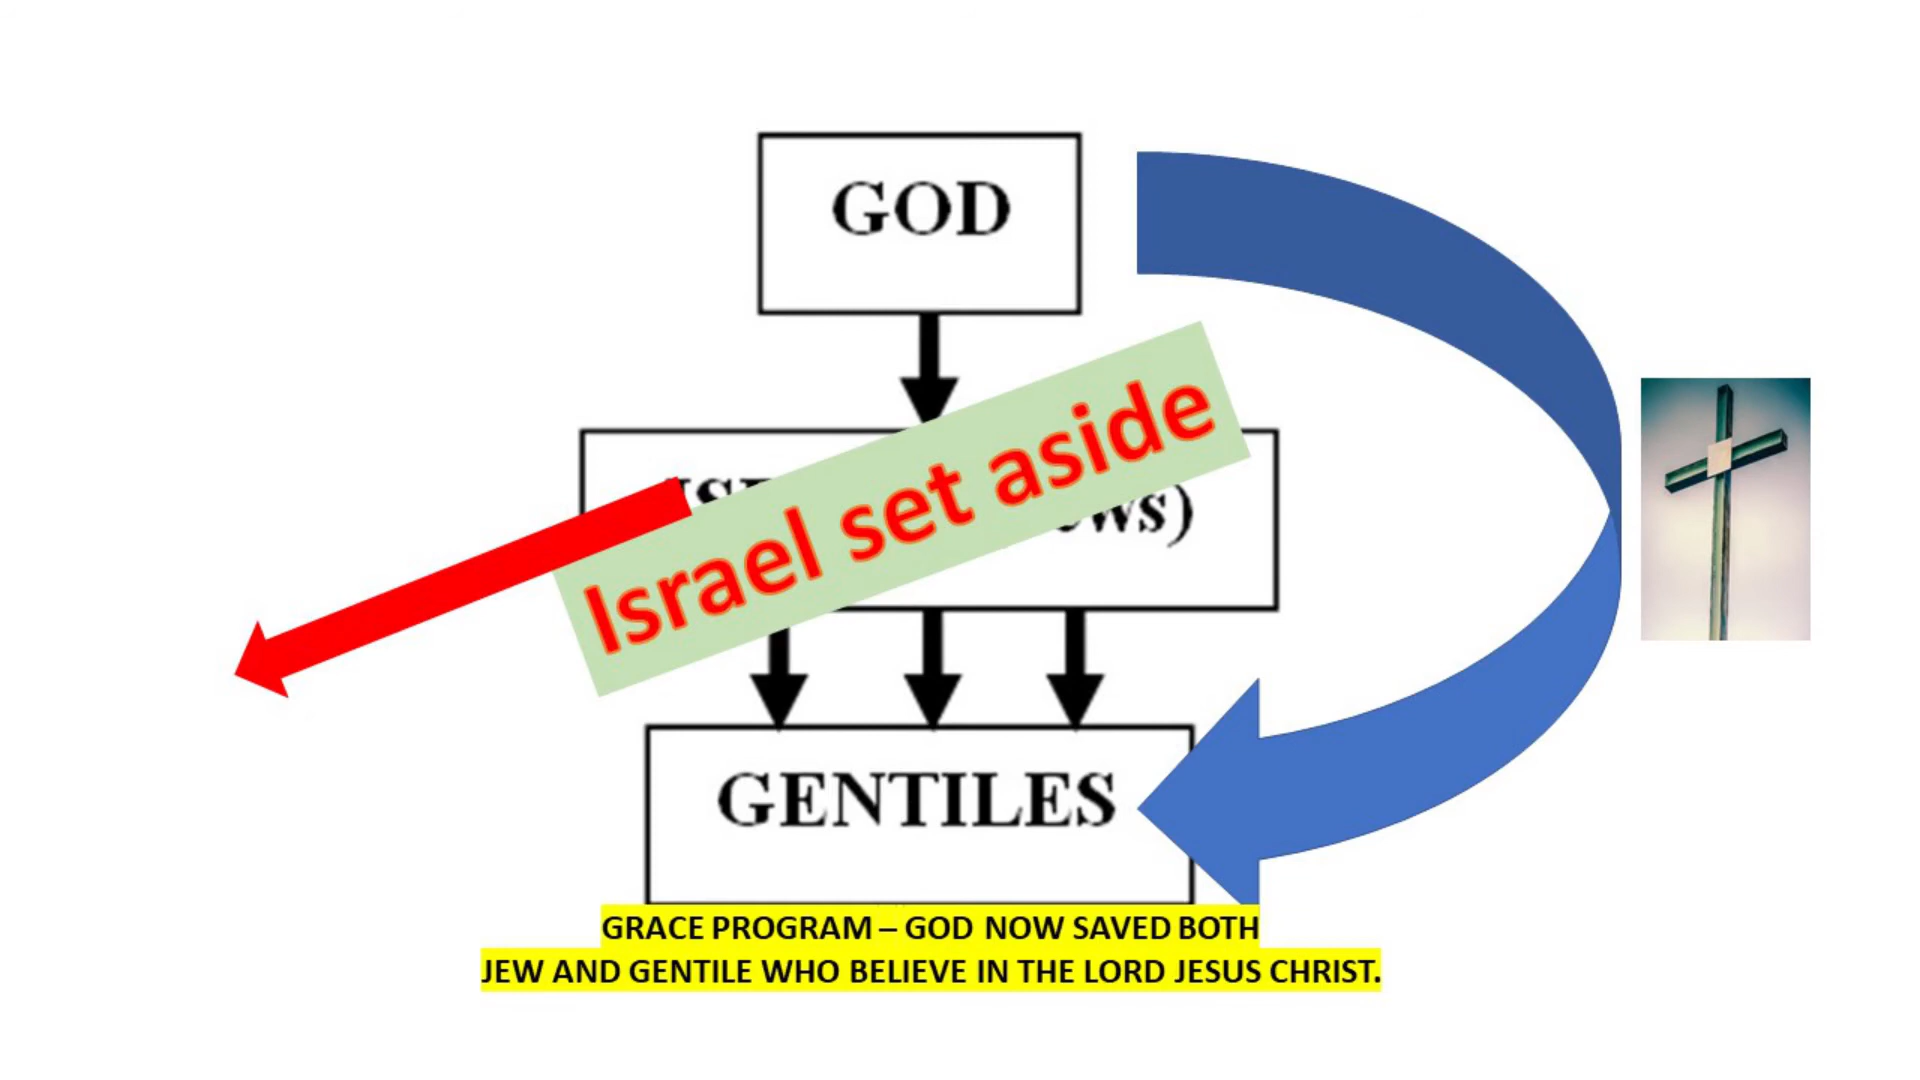 GOD
Israel set aside
GENTILES
GRACE PROGRAM – GOD NOW SAVED BOTH
JEW AND GENTILE WHO BELIEVE IN THE LORD JESUS CHRIST.